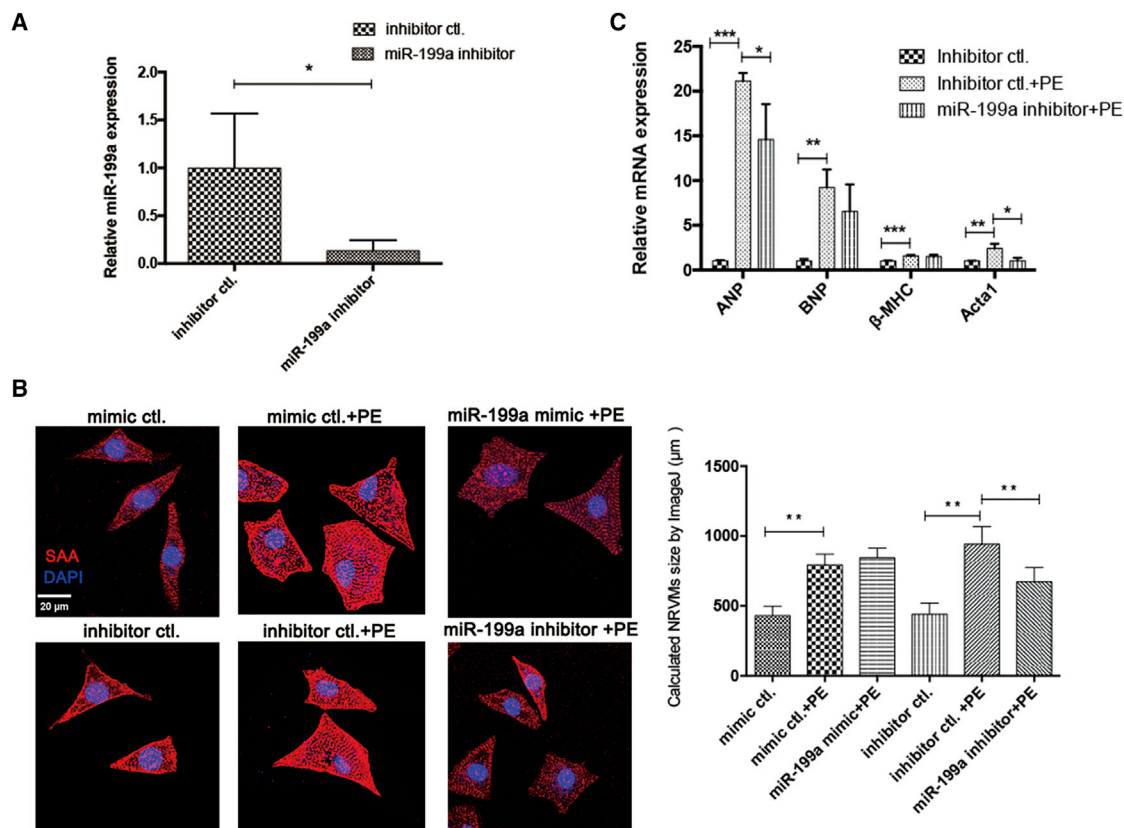 A
inhibitor ctl.
miR-199a inhibitor
Relative miR-199a expression
2.0
1.5
1.0
0.5
0.0
*
inhibitor ctl.
miR-199a inhibitor
C
Inhibitor ctl.
Inhibitor ctl.+PE
miR-199a inhibitor+PE
Relative mRNA expression
25
20
15
10
5
0
***
*
**
***
**
*
ANP
BNP
β-MHC
Acta1
B
mimic ctl.
mimic ctl.+PE
miR-199a mimic +PE
SAA
DAPI
20 μm
inhibitor ctl.
inhibitor ctl.+PE
miR-199a inhibitor +PE
Calculated NRVMs size by ImageJ (μm)
1500
1000
500
0
**
**
**
mimic ctl.
mimic ctl.+PE
miR-199a mimic+PE
inhibitor ctl.
inhibitor ctl. +PE
miR-199a inhibitor+PE